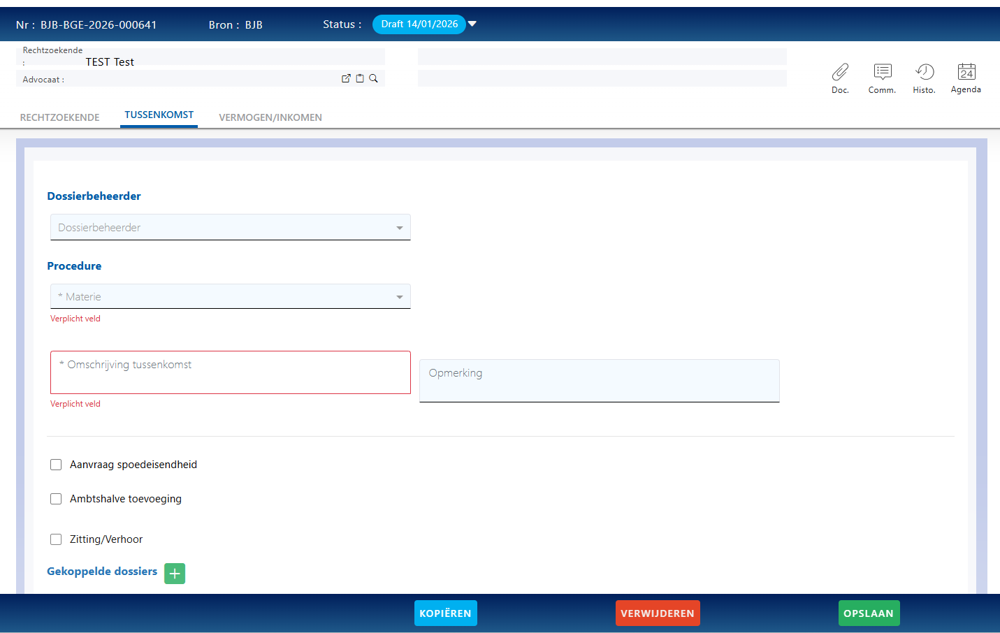 Nr : BJB-BGE-2026-000641 Bron : BJB Status : Draft 14/01/2026
Rechtzoekende
: TEST Test
Advocaat :
Doc. Comm. Histo. 24 Agenda
RECHTZOEKENDE TUSSENKOMST VERMOGEN/INKOMEN
Dossierbeheerder
Dossierbeheerder
Procedure
* Materie
Verplicht veld
* Omschrijving tussenkomst
Opmerking
Verplicht veld
Aanvraag spoedeisendheid
Ambtshalve toevoeging
Zitting/Verhoor
Gekoppelde dossiers
KOPIËREN VERWIJDEREN OPSLAAN